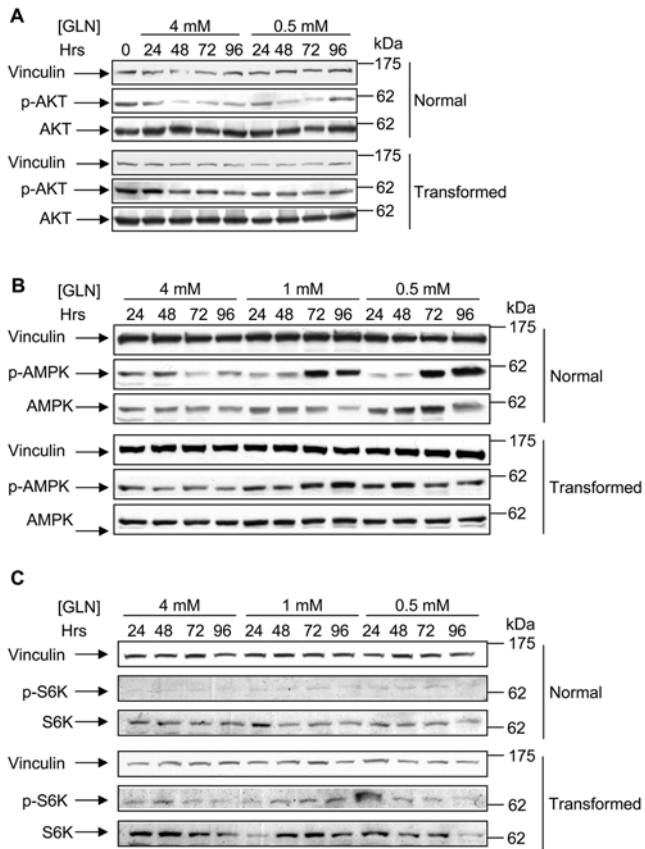 A
[GLN] 4 mM 0.5 mM
Hrs 0 24 48 72 96 24 48 72 96 kDa
Vinculin 175
p-AKT 62 Normal
AKT 62
Vinculin 175
p-AKT 62 Transformed
AKT 62
B
[GLN] 4 mM 1 mM 0.5 mM
Hrs 24 48 72 96 24 48 72 96 24 48 72 96 kDa
Vinculin 175
p-AMPK 62 Normal
AMPK 62
Vinculin 175
p-AMPK 62 Transformed
AMPK 62
C
[GLN] 4 mM 1 mM 0.5 mM
Hrs 24 48 72 96 24 48 72 96 24 48 72 96 kDa
Vinculin 175
p-S6K 62 Normal
S6K 62
Vinculin 175
p-S6K 62 Transformed
S6K 62